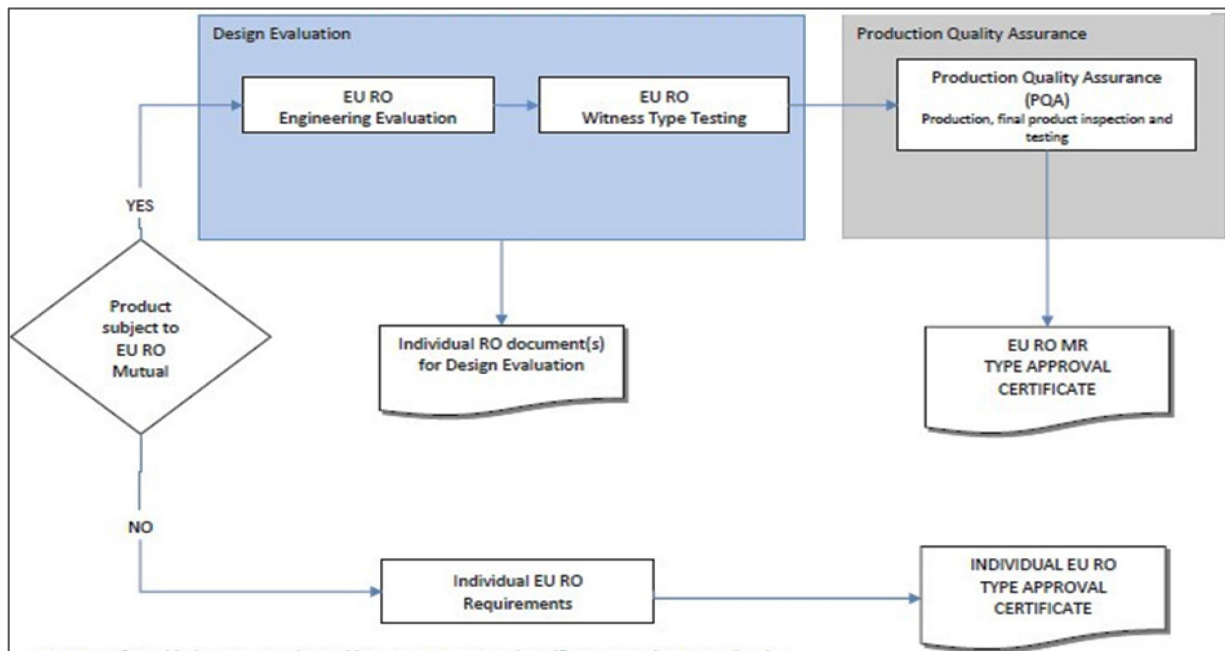 Design Evaluation
Production Quality Assurance
EU RO
Engineering Evaluation
EU RO
Witness Type Testing
Production Quality Assurance
(PQA)
Production, final product inspection and
testing
YES
Product
subject to
EU RO
Mutual
Individual RO document(s)
for Design Evaluation
EU RO MR
TYPE APPROVAL
CERTIFICATE
NO
Individual EU RO
Requirements
INDIVIDUAL EU RO
TYPE APPROVAL
CERTIFICATE